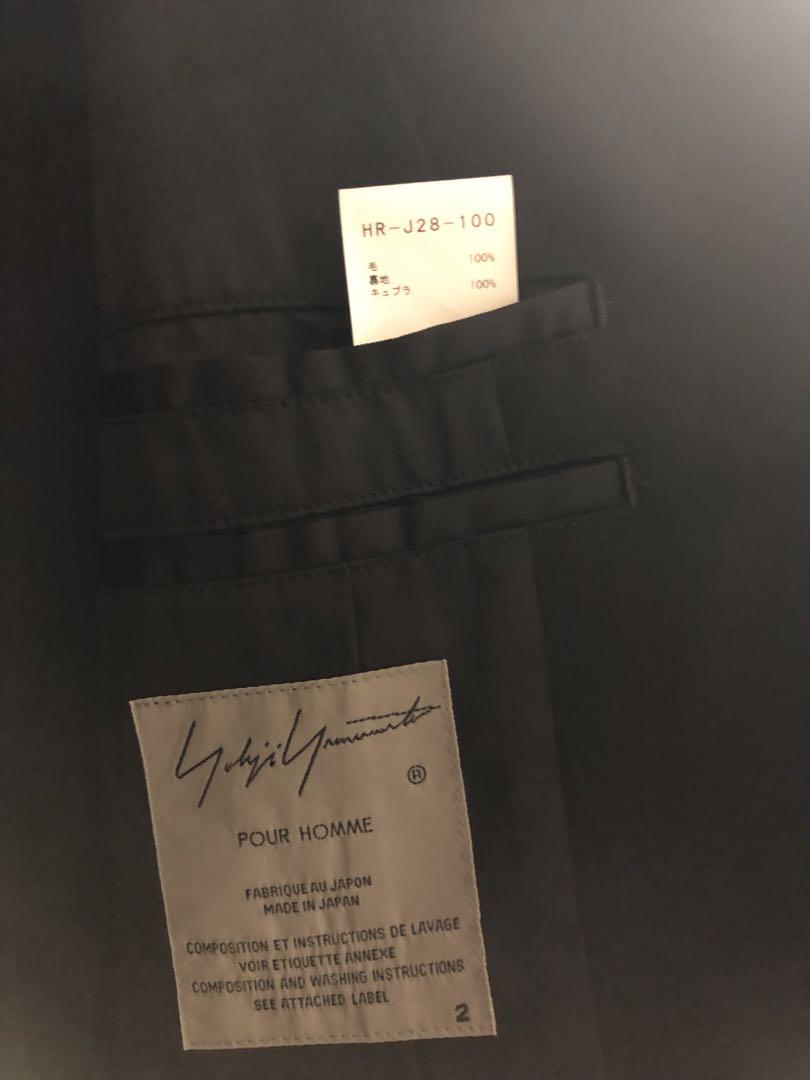 HR-J28-100
毛 100%
裏地
キュプラ 100%
Yohji Yamamoto
®
POUR HOMME
FABRIQUE AU JAPON
MADE IN JAPAN
COMPOSITION ET INSTRUCTIONS DE LAVAGE
VOIR ETIQUETTE ANNEXE
COMPOSITION AND WASHING INSTRUCTIONS
SEE ATTACHED LABEL
2